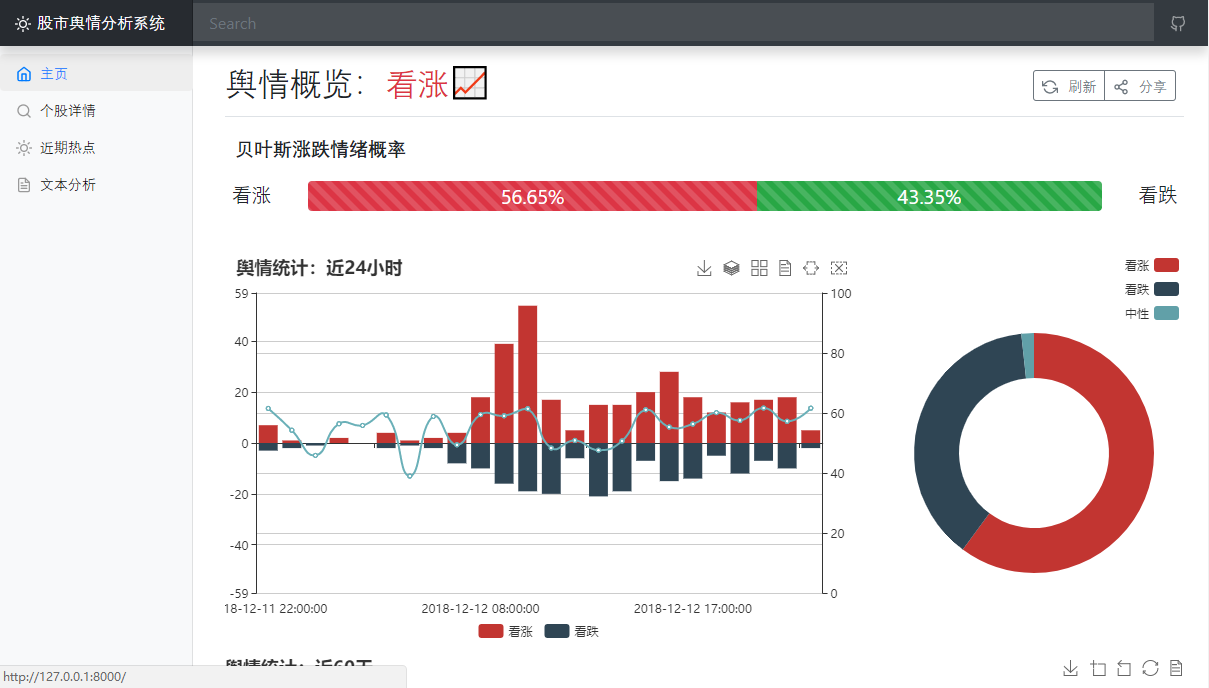 股市舆情分析系统
Search
主页
个股详情
近期热点
文本分析
舆情概览： 看涨
刷新
分享
贝叶斯涨跌情绪概率
看涨
56.65%
43.35%
看跌
舆情统计：近24小时
看涨
看跌
中性
59
40
20
0
-20
-40
-59
100
80
60
40
20
0
18-12-11 22:00:00
2018-12-12 08:00:00
2018-12-12 17:00:00
看涨
看跌
舆情统计：近60天
http://127.0.0.1:8000/